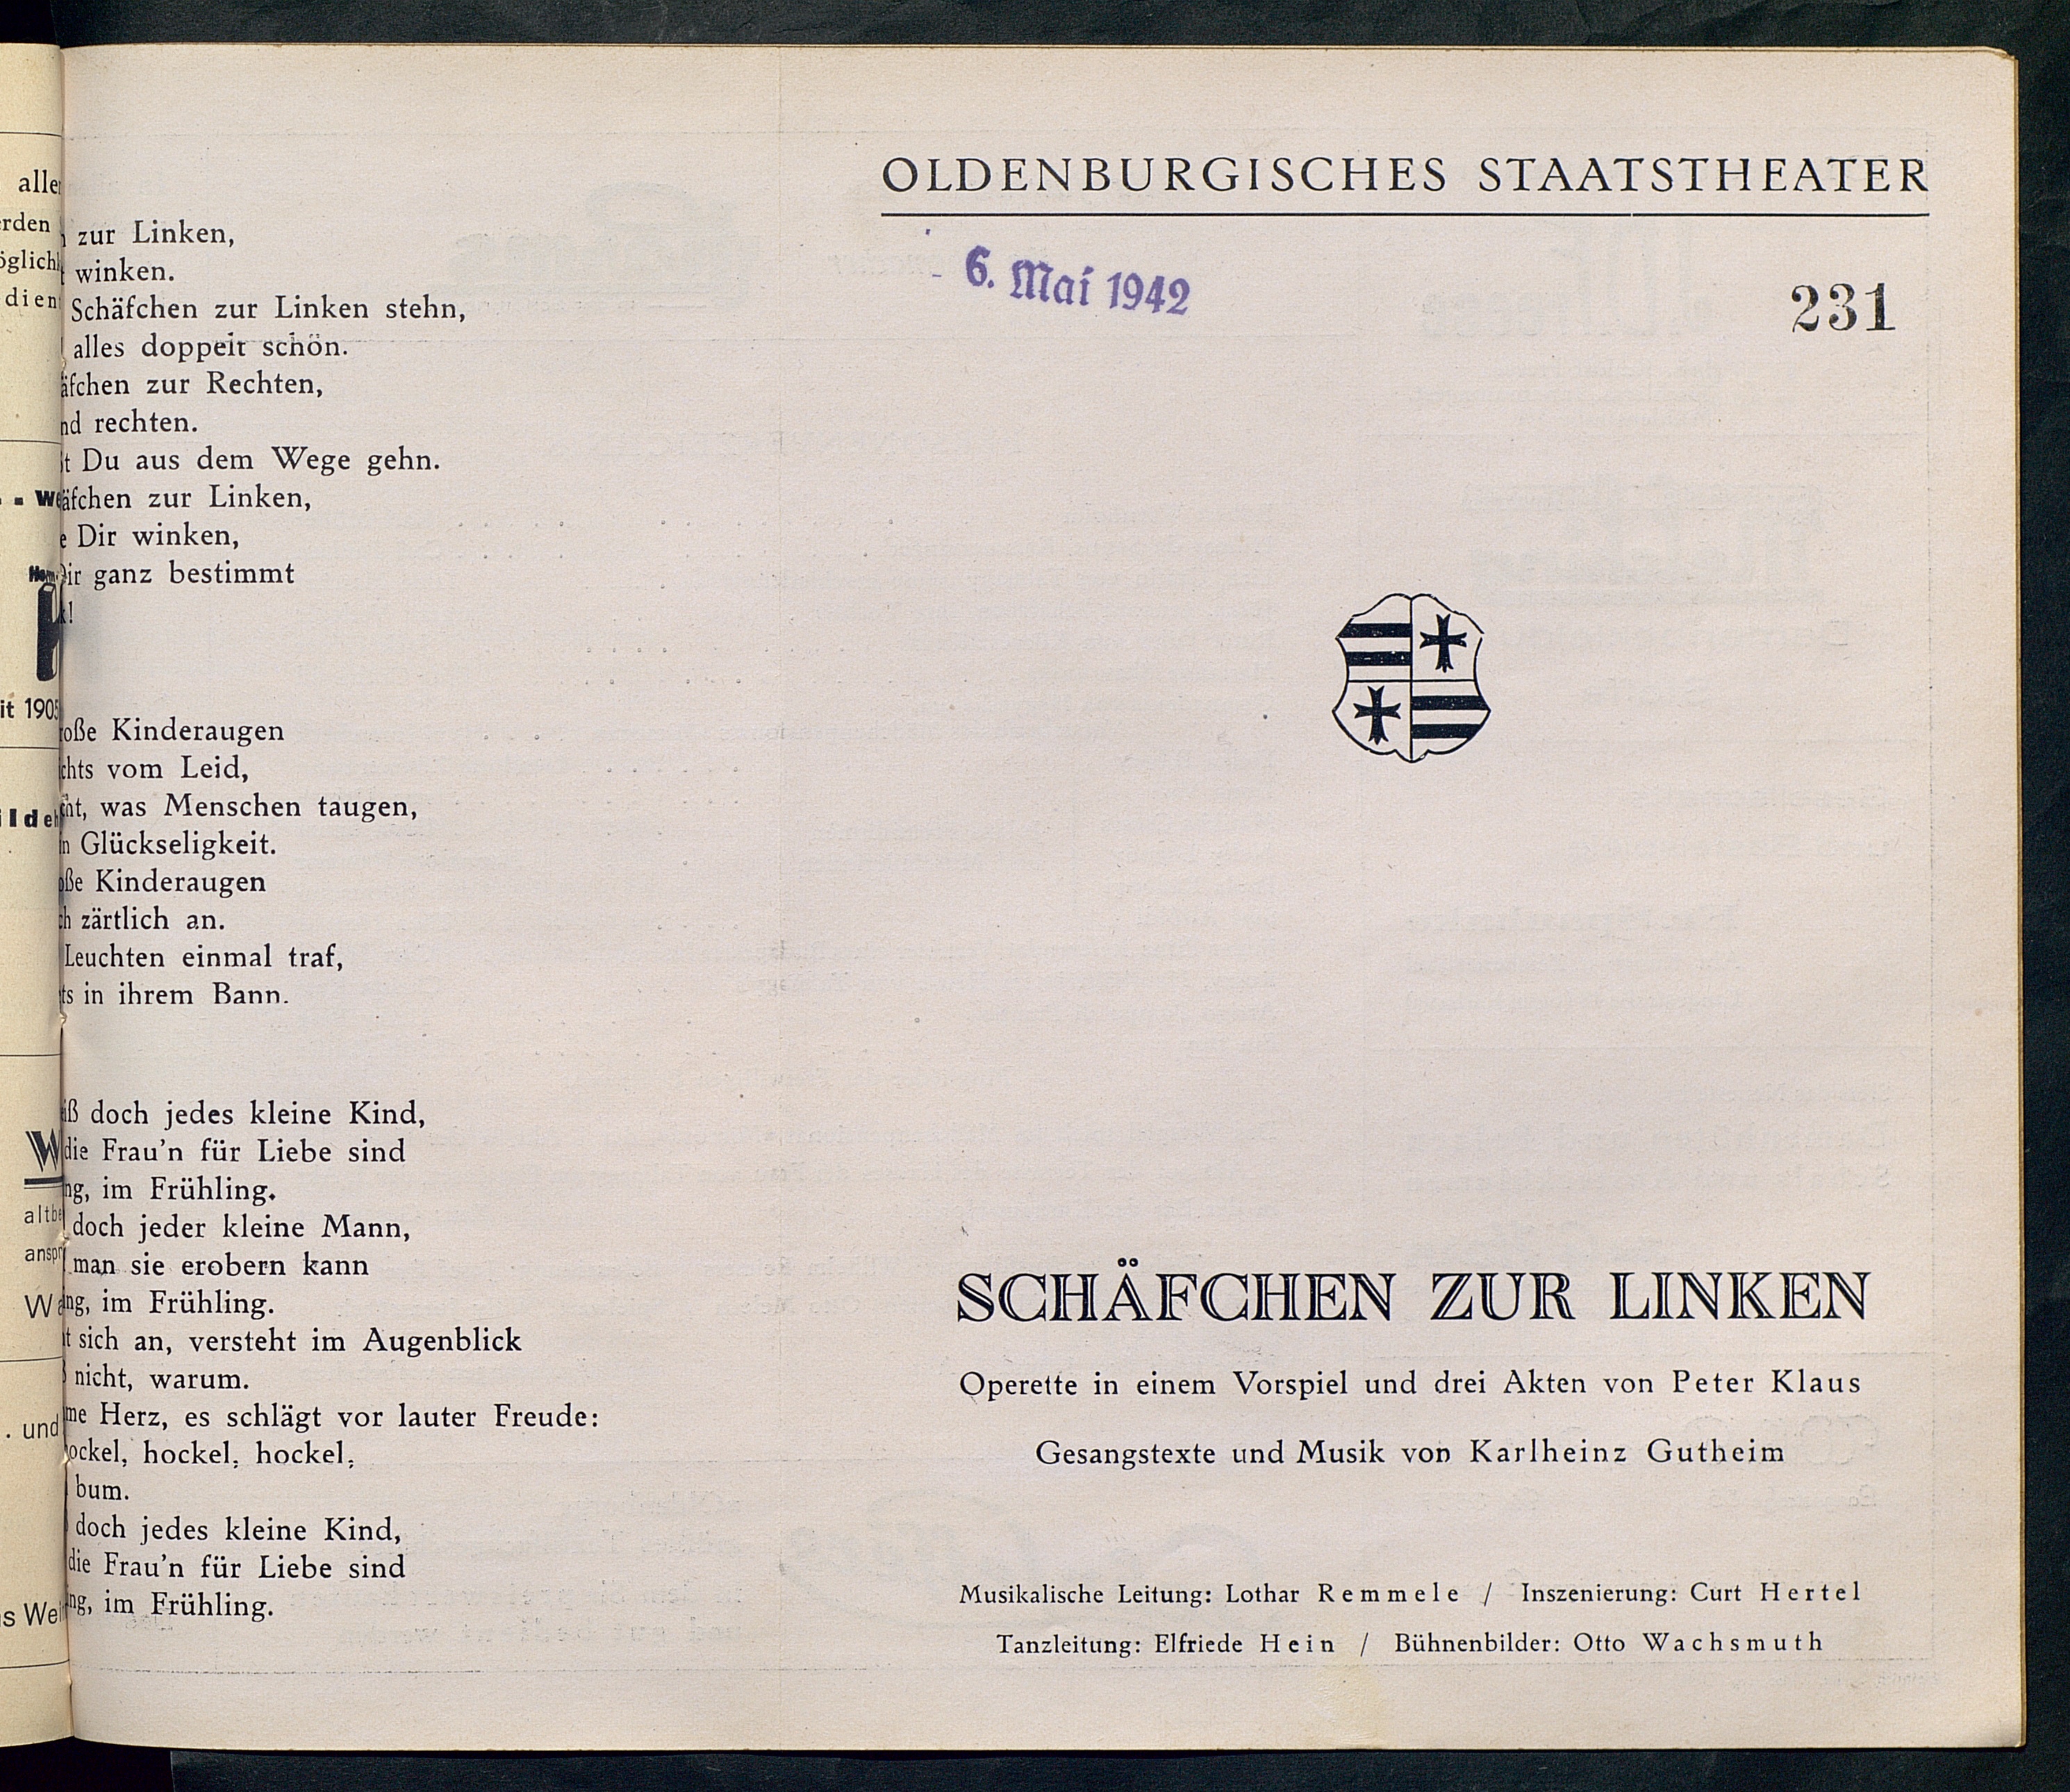 aller
zur Linken,
winken.
Schäfchen zur Linken stehn,
alles doppelt schön.
äfchen zur Rechten,
nd rechten.
t Du aus dem Wege gehn.
äfchen zur Linken,
e Dir winken,
Dir ganz bestimmt
k!
it 1905
oße Kinderaugen
chts vom Leid,
nt, was Menschen taugen,
n Glückseligkeit.
oße Kinderaugen
ch zärtlich an.
Leuchten einmal traf,
ts in ihrem Bann.
iß doch jedes kleine Kind,
die Frau'n für Liebe sind
ng, im Frühling.
doch jeder kleine Mann,
man sie erobern kann
ng, im Frühling.
t sich an, versteht im Augenblick
nicht, warum.
me Herz, es schlägt vor lauter Freude:
ockel, hockel, hockel,
bum.
doch jedes kleine Kind,
die Frau'n für Liebe sind
ng, im Frühling.
. und
OLDENBURGISCHES STAATSTHEATER
6. Mai 1942
231
SCHÄFCHEN ZUR LINKEN
Operette in einem Vorspiel und drei Akten von Peter Klaus
Gesangstexte und Musik von Karlheinz Gutheim
Musikalische Leitung: Lothar Remmele / Inszenierung: Curt Hertel
Tanzleitung: Elfriede Hein / Bühnenbilder: Otto Wachsmuth